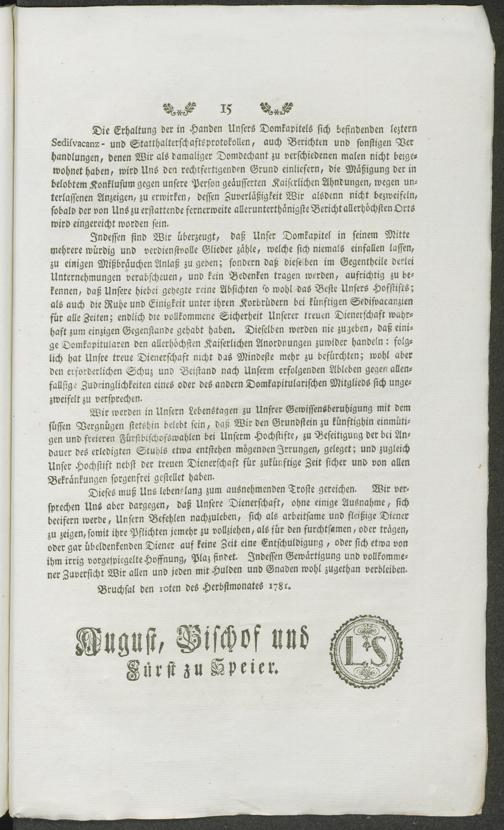 15
Die Erhaltung der in Handen Unsers Domkapitels sich befindenden leztern
Sedisvacanz- und Statthalterschaftsprotokollen, auch Berichten und sonstigen Ver
handlungen, denen Wir als damaliger Domdechant zu verschiedenen malen nicht beige-
wohnet haben, wird Uns den rechtfertigenden Grund einliefern, die Mäßigung der in
belobtem Konklusum gegen unsere Person geäusserten Kaiserlichen Ahndungen, wegen un-
terlassenen Anzeigen, zu erwirken, dessen Zuverläßigkeit Wir alsdenn nicht bezweifeln,
sobald der von Uns zu erstattende fernerweite allerunterthänigste Bericht allerhöchsten Orts
wird eingereicht worden sein.
Indessen sind Wir überzeugt, daß Unser Domkapitel in seinem Mitte
mehrere würdig und verdienstvolle Glieder zähle, welche sich niemals einfallen lassen,
zu einigen Mißbräuchen Anlaß zu geben; sondern daß dieselben im Gegentheile derlei
Unternehmungen verabscheuen, und kein Bedenken tragen werden, aufrichtig zu be-
kennen, daß Unsere hiebei gehegte reine Absichten so wohl das Beste Unsers Hofstifts;
als auch die Ruhe und Einigkeit unter ihren Korbrüdern bei künftigen Sedisvacanzien
für alle Zeiten; endlich die vollkommene Sicherheit Unserer treuen Dienerschaft wahr-
haft zum einzigen Gegenstande gehabt haben. Dieselben werden nie zugeben, daß eini-
ge Domkapitularen den allerhöchsten Kaiserlichen Anordnungen zuwider handeln: folg-
lich hat Unsre treue Dienerschaft nicht das Mindeste mehr zu befürchten; wohl aber
den erforderlichen Schuz und Beistand nach Unserm erfolgenden Ableben gegen allen-
fallsige Zudringlichkeiten eines oder des andern Domkapitularischen Mitglieds sich unge-
zweifelt zu versprechen.
Wir werden in Unsern Lebenstagen zu Unsrer Gewissensberuhigung mit dem
süssen Vergnügen stetshin belebt sein, daß Wir den Grundstein zu künftighin einmüti-
gen und freieren Fürstbischofswahlen bei Unserm Hochstifte, zu Beseitigung der bei An-
dauer des erledigten Stuhls etwa entstehen mögenden Irrungen, geleget; und zugleich
Unser Hochstift nebst der treuen Dienerschaft für zukünftige Zeit sicher und von allen
Bekränkungen sorgenfrei gestellet haben.
Dieses muß Uns lebenslang zum ausnehmenden Troste gereichen. Wir ver-
sprechen Uns aber dargegen, daß Unsere Dienerschaft, ohne einige Ausnahme, sich
beeifern werde, Unsern Befehlen nachzuleben, sich als arbeitsame und fleißige Diener
zu zeigen, somit ihre Pflichten jemehr zu vollziehen, als für den furchtsamen, oder trägen,
oder gar übeldenkenden Diener auf keine Zeit eine Entschuldigung, oder sich etwa von
ihm irrig vorgespiegelte Hoffnung, Plaz findet. Indessen Gewärtigung und vollkomme-
ner Zuversicht Wir allen und jeden mit Hulden und Gnaden wohl zugethan verbleiben.
Bruchsal den 10ten des Herbstmonates 1781.
August, Bischof und
Fürst zu Speier.
LS